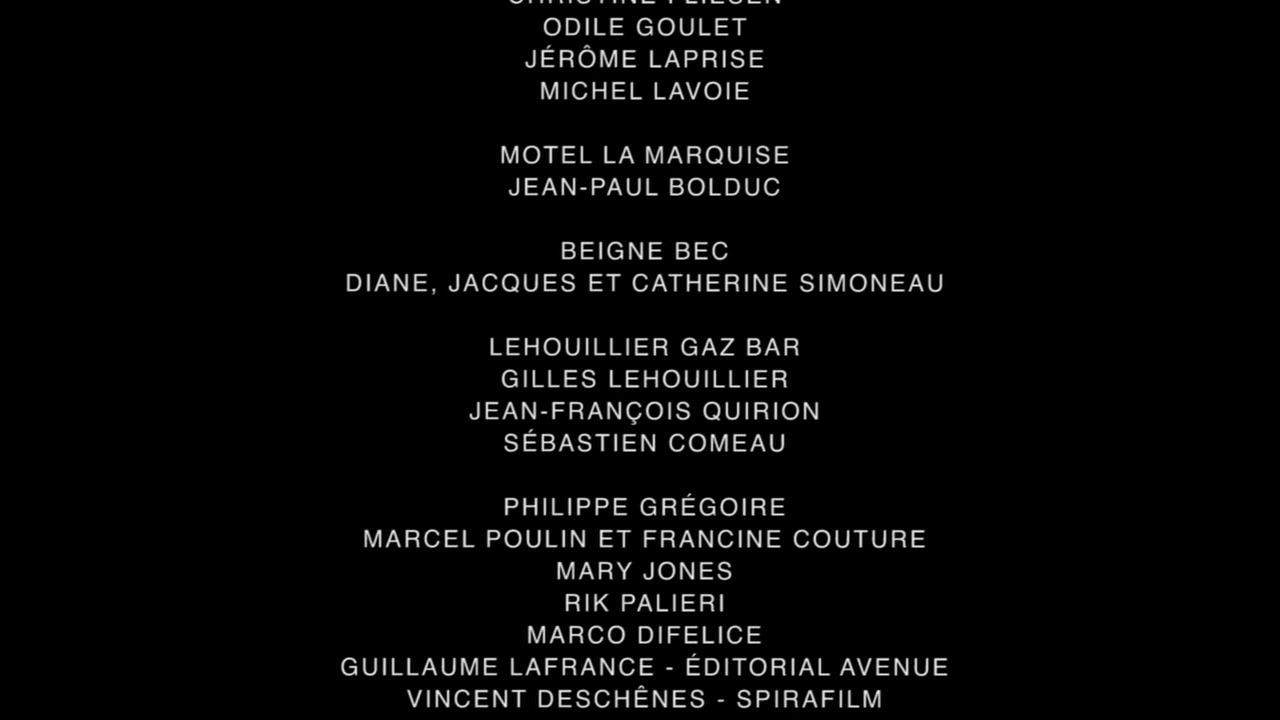 ODILE GOULET
JÉRÔME LAPRISE
MICHEL LAVOIE
MOTEL LA MARQUISE
JEAN-PAUL BOLDUC
BEIGNE BEC
DIANE, JACQUES ET CATHERINE SIMONEAU
LEHOUILLIER GAZ BAR
GILLES LEHOUILLIER
JEAN-FRANÇOIS QUIRION
SÉBASTIEN COMEAU
PHILIPPE GRÉGOIRE
MARCEL POULIN ET FRANCINE COUTURE
MARY JONES
RIK PALIERI
MARCO DIFELICE
GUILLAUME LAFRANCE - ÉDITORIAL AVENUE
VINCENT DESCHÊNES - SPIRAFILM